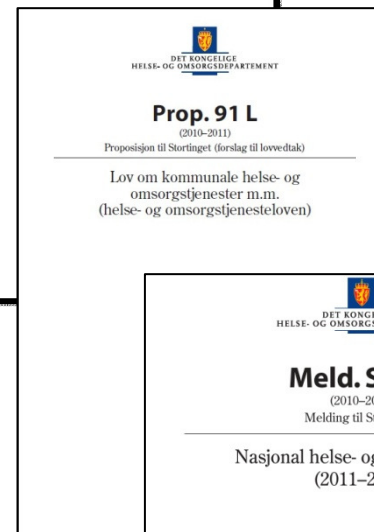 DET KONGELIGE
HELSE- OG OMSORGSDEPARTEMENT
Prop. 91 L
(2010–2011)
Proposisjon til Stortinget (forslag til lovvedtak)
Lov om kommunale helse- og
omsorgstjenester m.m.
(helse- og omsorgstjenesteloven)
DET KONGE
HELSE- OG OMSORGS
Meld. S
(2010–20
Melding til St
Nasjonal helse- og
(2011–2